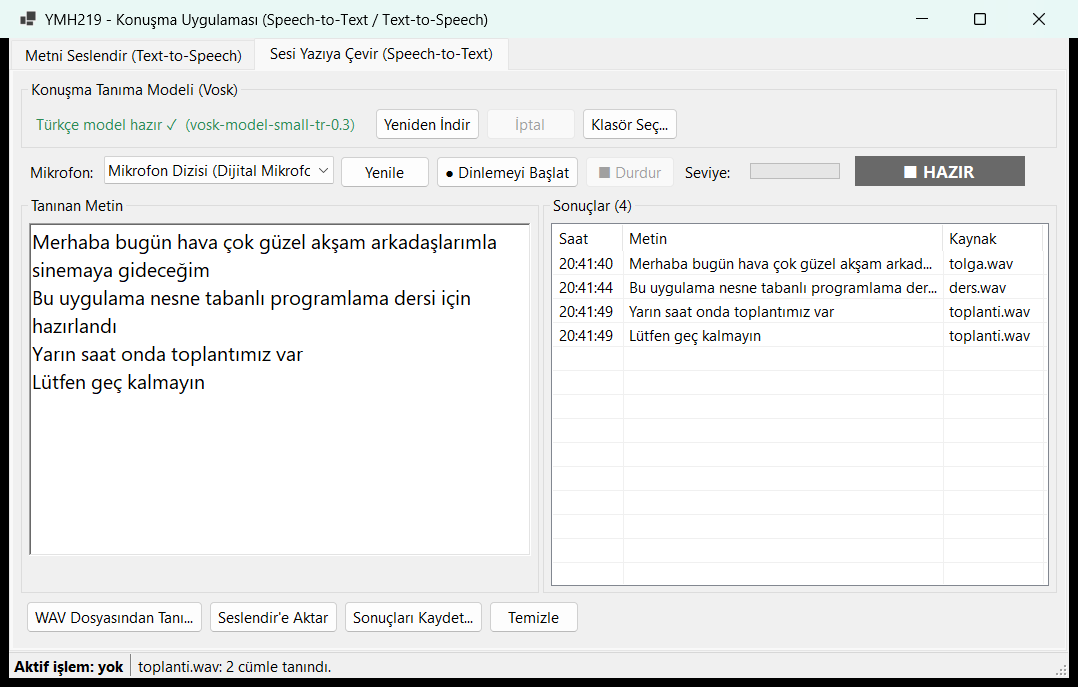 YMH219 - Konuşma Uygulaması (Speech-to-Text / Text-to-Speech)
Metni Seslendir (Text-to-Speech)
Sesi Yazıya Çevir (Speech-to-Text)
Konuşma Tanıma Modeli (Vosk)
Türkçe model hazır ✓ (vosk-model-small-tr-0.3)
Yeniden İndir
İptal
Klasör Seç...
Mikrofon:
Mikrofon Dizisi (Dijital Mikrofo
Yenile
● Dinlemeyi Başlat
■ Durdur
Seviye:
■ HAZIR
Tanınan Metin
Merhaba bugün hava çok güzel akşam arkadaşlarımla
sinemaya gideceğim
Bu uygulama nesne tabanlı programlama dersi için
hazırlandı
Yarın saat onda toplantımız var
Lütfen geç kalmayın
Sonuçlar (4)
Saat Metin Kaynak
20:41:40 Merhaba bugün hava çok güzel akşam arkad... tolga.wav
20:41:44 Bu uygulama nesne tabanlı programlama der... ders.wav
20:41:49 Yarın saat onda toplantımız var toplanti.wav
20:41:49 Lütfen geç kalmayın toplanti.wav
WAV Dosyasından Tanı...
Seslendir'e Aktar
Sonuçları Kaydet...
Temizle
Aktif işlem: yok
toplanti.wav: 2 cümle tanındı.